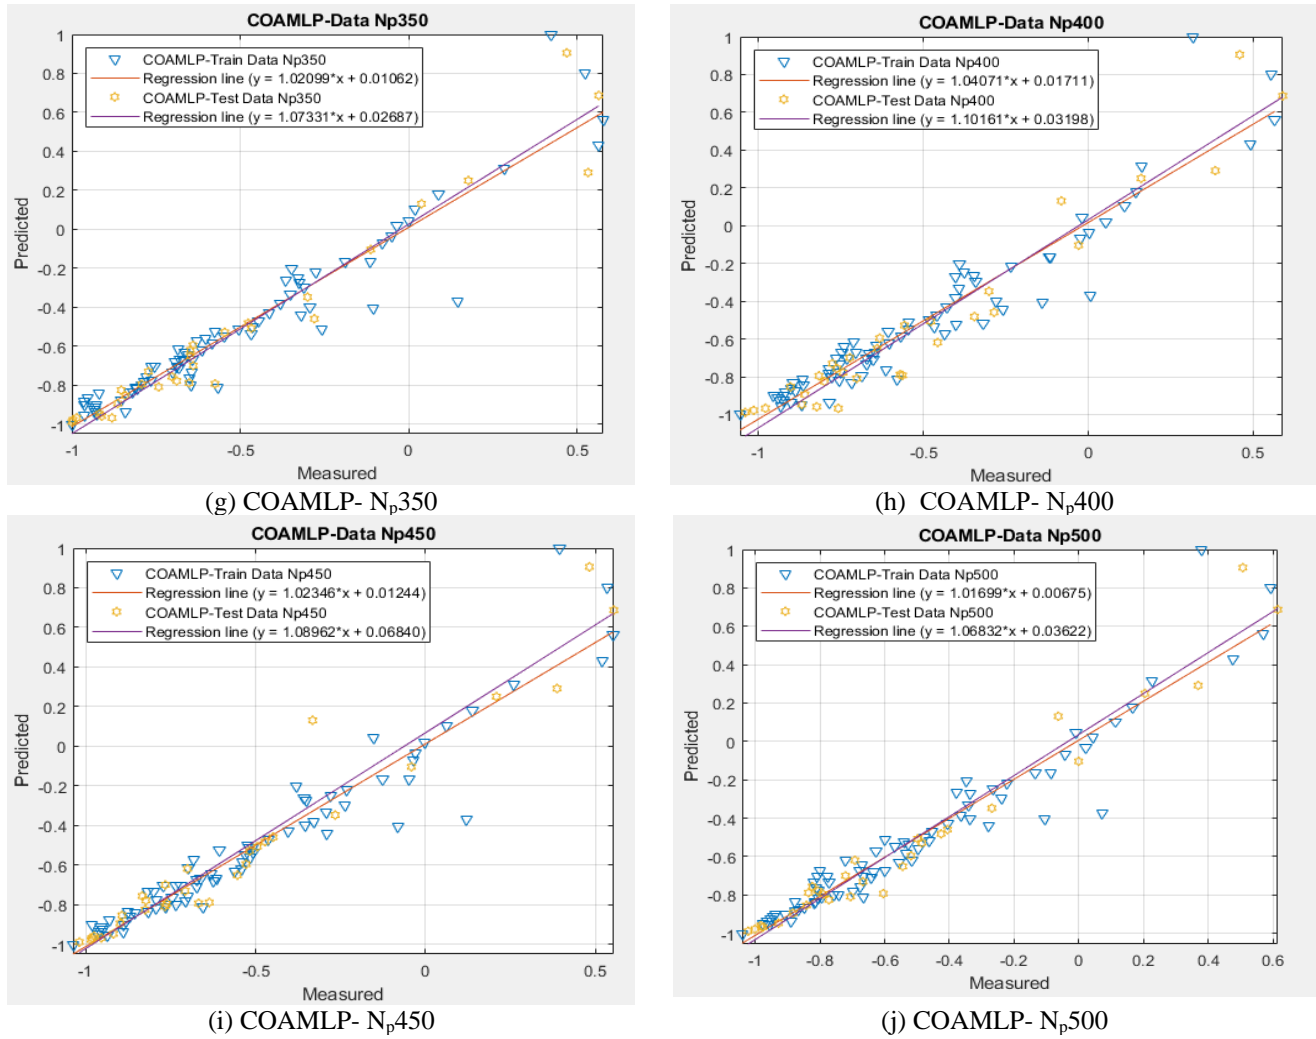 COAMLP-Data Np350
COAMLP-Train Data Np350
Regression line (y = 1.02099*x + 0.01062)
COAMLP-Test Data Np350
Regression line (y = 1.07331*x + 0.02687)
1
0.8
0.6
0.4
0.2
0
-0.2
-0.4
-0.6
-0.8
-1
Predicted
-1 -0.5 0 0.5
Measured
(g) COAMLP- Np350
COAMLP-Data Np400
COAMLP-Train Data Np400
Regression line (y = 1.04071*x + 0.01711)
COAMLP-Test Data Np400
Regression line (y = 1.10161*x + 0.03198)
1
0.8
0.6
0.4
0.2
0
-0.2
-0.4
-0.6
-0.8
-1
Predicted
-1 -0.5 0 0.5
Measured
(h) COAMLP- Np400
COAMLP-Data Np450
COAMLP-Train Data Np450
Regression line (y = 1.02346*x + 0.01244)
COAMLP-Test Data Np450
Regression line (y = 1.08962*x + 0.06840)
1
0.8
0.6
0.4
0.2
0
-0.2
-0.4
-0.6
-0.8
-1
Predicted
-1 -0.5 0 0.5
Measured
(i) COAMLP- Np450
COAMLP-Data Np500
COAMLP-Train Data Np500
Regression line (y = 1.01699*x + 0.00675)
COAMLP-Test Data Np500
Regression line (y = 1.06832*x + 0.03622)
1
0.8
0.6
0.4
0.2
0
-0.2
-0.4
-0.6
-0.8
-1
Predicted
-1 -0.8 -0.6 -0.4 -0.2 0 0.2 0.4 0.6
Measured
(j) COAMLP- Np500